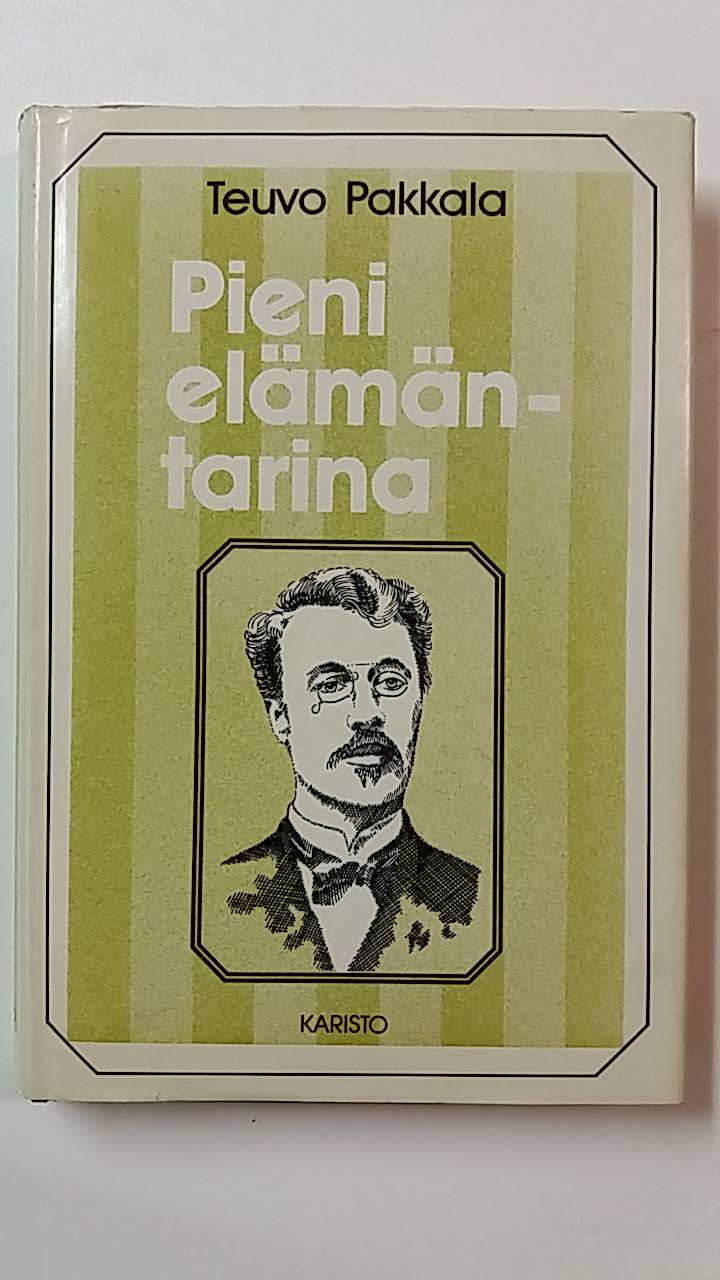 Teuvo Pakkala
Pieni
elämän-
tarina
KARISTO